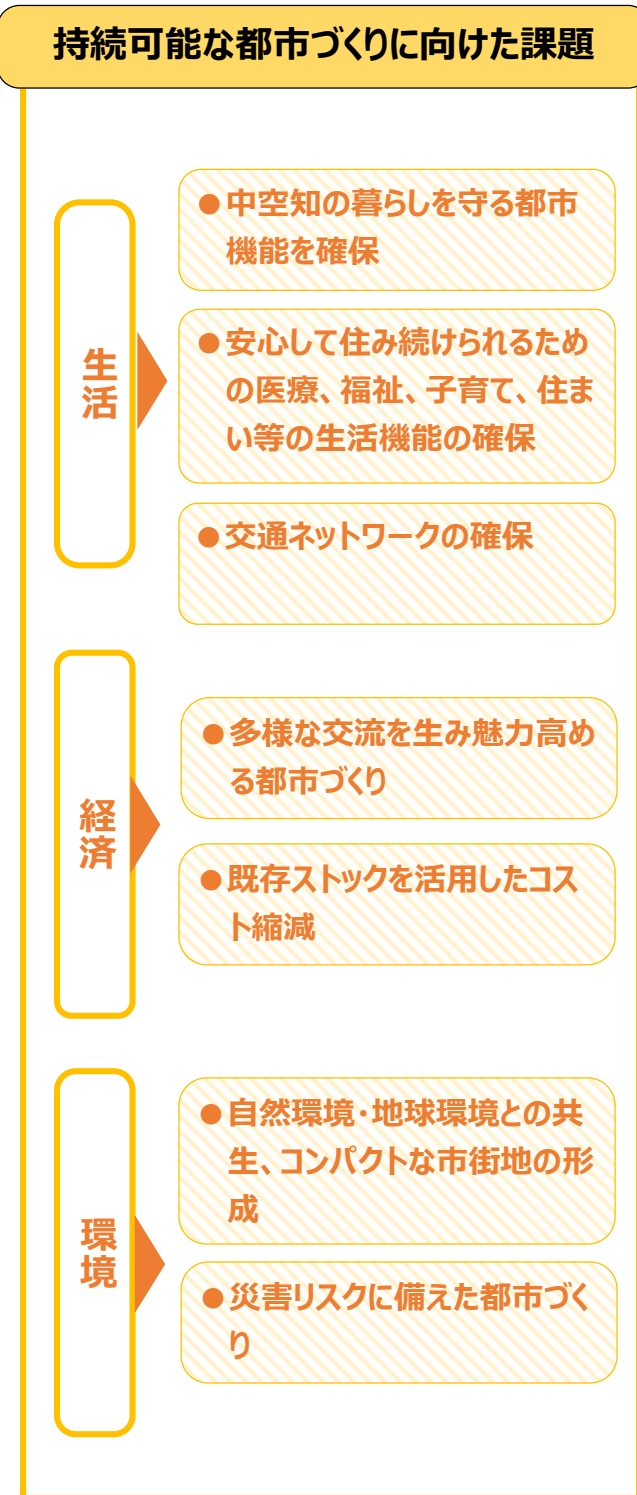 持続可能な都市づくりに向けた課題
生活
●中空知の暮らしを守る都市
機能を確保
●安心して住み続けられるため
の医療、福祉、子育て、住ま
い等の生活機能の確保
●交通ネットワークの確保
経済
●多様な交流を生み魅力高め
る都市づくり
●既存ストックを活用したコス
ト縮減
環境
●自然環境・地球環境との共
生、コンパクトな市街地の形
成
●災害リスクに備えた都市づく
り